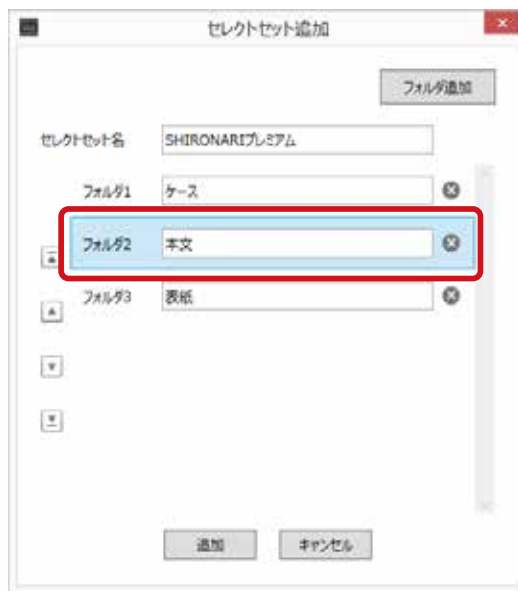 セレクトセット追加
フォルダ追加
セレクトセット名 SHIRONARIプレミアム
フォルダ1 ケース
フォルダ2 本文
フォルダ3 表紙
追加 キャンセル